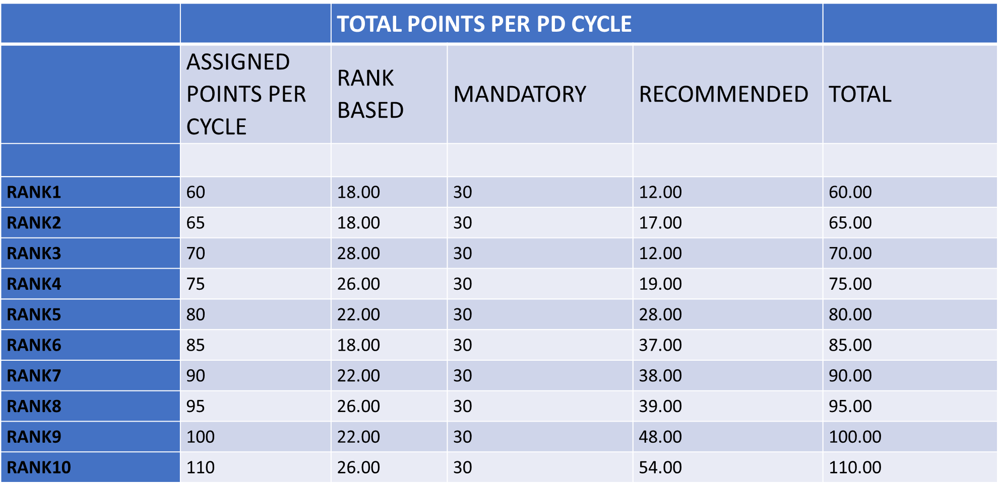 TOTAL POINTS PER PD CYCLE
ASSIGNED POINTS PER CYCLE RANK BASED MANDATORY RECOMMENDED TOTAL
RANK1 60 18.00 30 12.00 60.00
RANK2 65 18.00 30 17.00 65.00
RANK3 70 28.00 30 12.00 70.00
RANK4 75 26.00 30 19.00 75.00
RANK5 80 22.00 30 28.00 80.00
RANK6 85 18.00 30 37.00 85.00
RANK7 90 22.00 30 38.00 90.00
RANK8 95 26.00 30 39.00 95.00
RANK9 100 22.00 30 48.00 100.00
RANK10 110 26.00 30 54.00 110.00